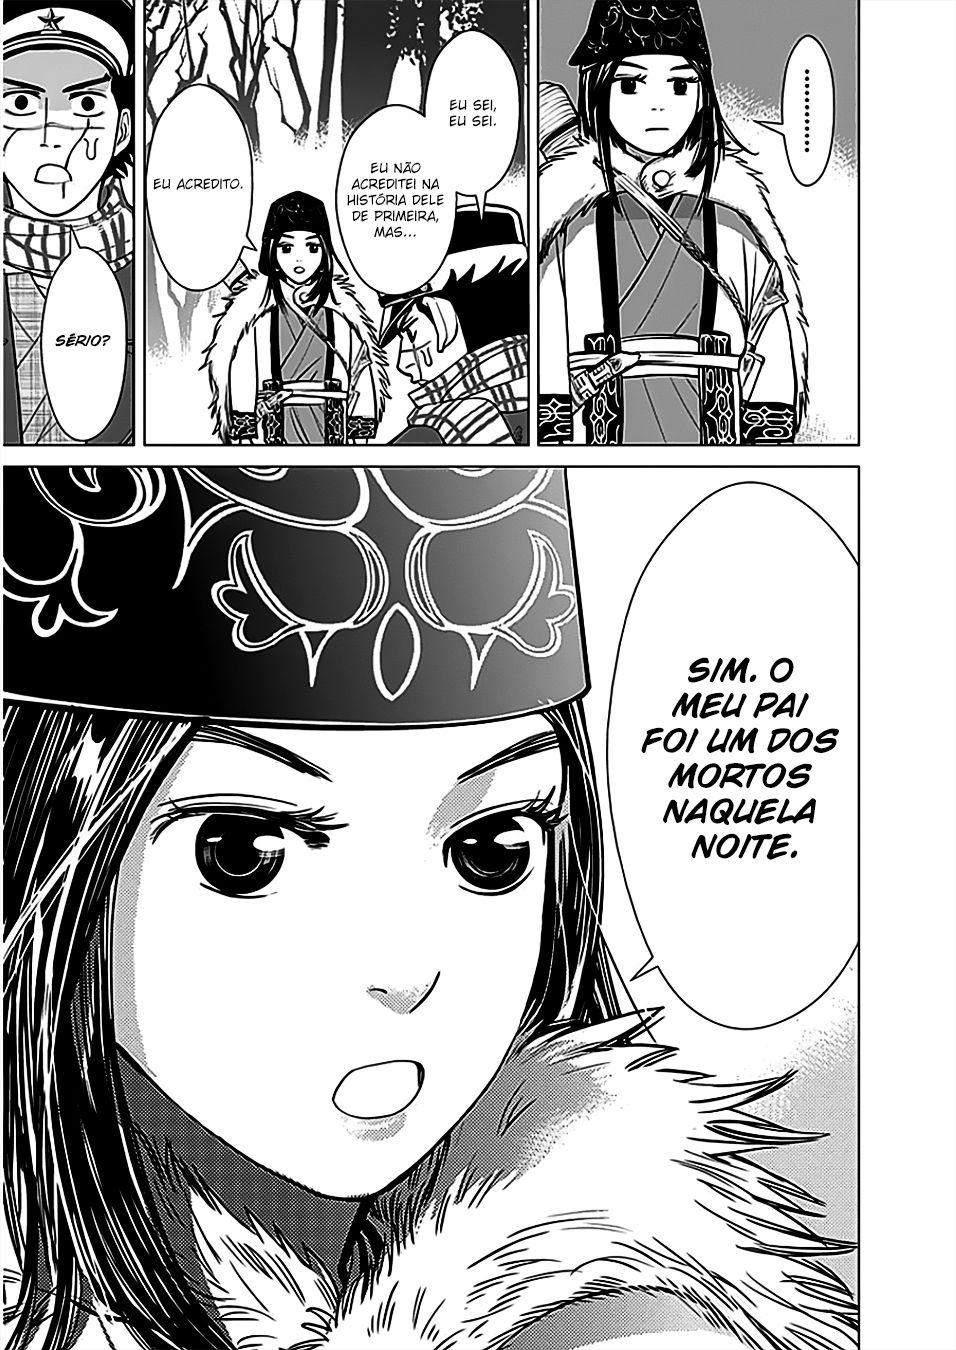 ..........
EU SEI,
EU SEI.
EU NÃO
ACREDITEI NA
HISTÓRIA DELE
DE PRIMEIRA,
MAS...
EU ACREDITO.
SÉRIO?
SIM. O
MEU PAI
FOI UM DOS
MORTOS
NAQUELA
NOITE.